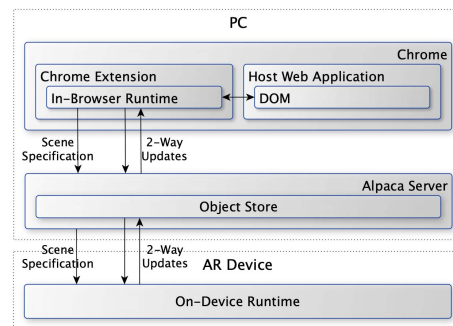 PC
Chrome
Chrome Extension
In-Browser Runtime
Host Web Application
DOM
Scene
Specification
2-Way
Updates
Alpaca Server
Object Store
Scene
Specification
2-Way
Updates
AR Device
On-Device Runtime